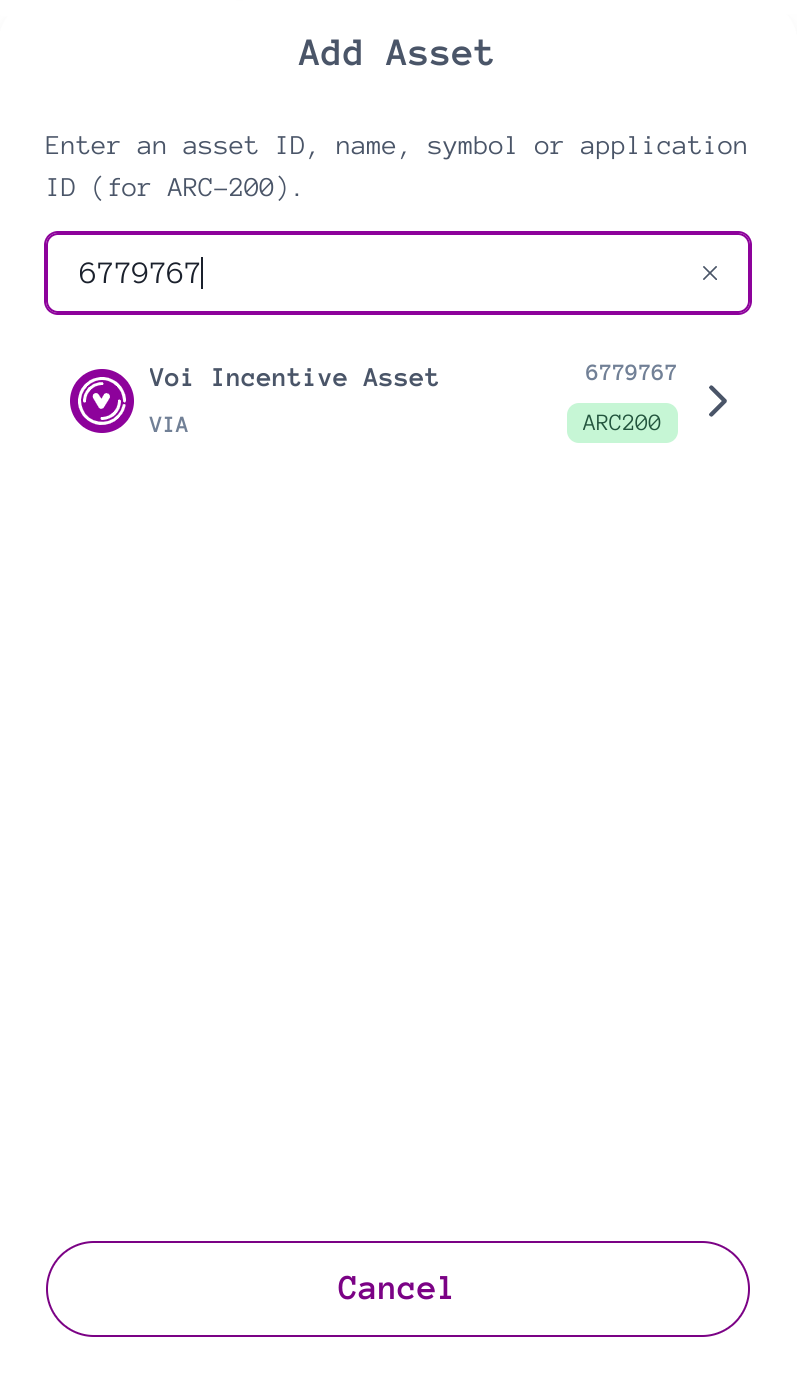 Add Asset
Enter an asset ID, name, symbol or application
ID (for ARC-200).
6779767
Voi Incentive Asset
6779767
VIA
ARC200
Cancel